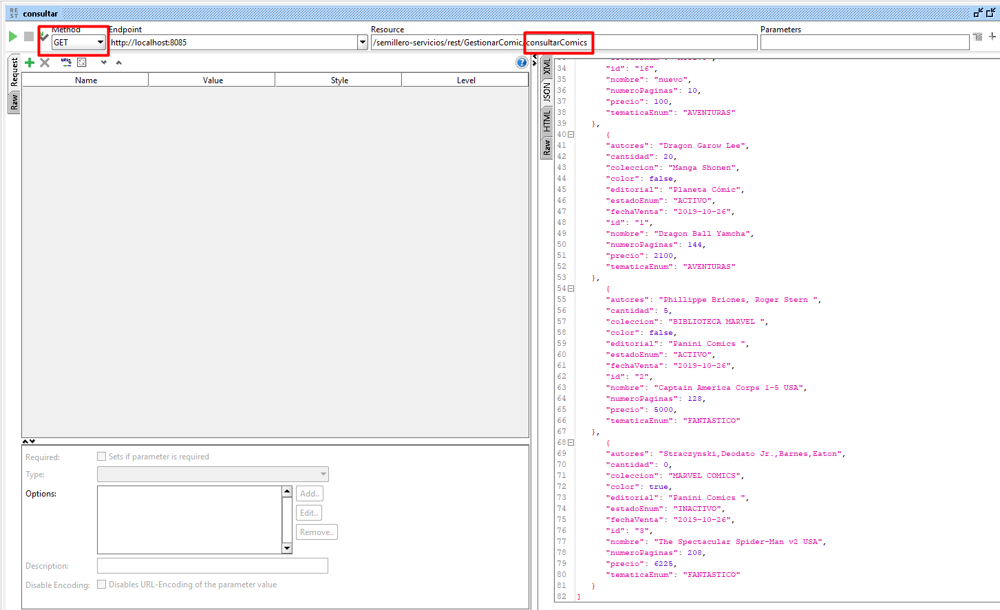 REST consultar
Method
Endpoint
Resource
Parameters
GET
http://localhost:8085
/semillero-servicios/rest/GestionarComic/consultarComics
Request
Raw
Name Value Style Level
Required:
Sets if parameter is required
Type:
Options:
Add..
Edit..
Remove..
Description:
Disable Encoding:
Disables URL-Encoding of the parameter value
XML
JSON
HTML
Raw
34 "id": "16",
35 "nombre": "nuevo",
36 "numeroPaginas": 10,
37 "precio": 100,
38 "tematicaEnum": "AVENTURAS"
39 },
40 {
41 "autores": "Dragon Garow Lee",
42 "cantidad": 20,
43 "coleccion": "Manga Shonen",
44 "color": false,
45 "editorial": "Planeta Cómic",
46 "estadoEnum": "ACTIVO",
47 "fechaVenta": "2019-10-26",
48 "id": "1",
49 "nombre": "Dragon Ball Yamcha",
50 "numeroPaginas": 144,
51 "precio": 2100,
52 "tematicaEnum": "AVENTURAS"
53 },
54 {
55 "autores": "Phillippe Briones, Roger Stern ",
56 "cantidad": 5,
57 "coleccion": "BIBLIOTECA MARVEL ",
58 "color": false,
59 "editorial": "Panini Comics ",
60 "estadoEnum": "ACTIVO",
61 "fechaVenta": "2019-10-26",
62 "id": "2",
63 "nombre": "Captain America Corps 1-5 USA",
64 "numeroPaginas": 128,
65 "precio": 5000,
66 "tematicaEnum": "FANTASTICO"
67 },
68 {
69 "autores": "Straczynski,Deodato Jr.,Barnes,Eaton",
70 "cantidad": 0,
71 "coleccion": "MARVEL COMICS",
72 "color": true,
73 "editorial": "Panini Comics ",
74 "estadoEnum": "INACTIVO",
75 "fechaVenta": "2019-10-26",
76 "id": "3",
77 "nombre": "The Spectacular Spider-Man v2 USA",
78 "numeroPaginas": 208,
79 "precio": 6225,
80 "tematicaEnum": "FANTASTICO"
81 }
82 ]